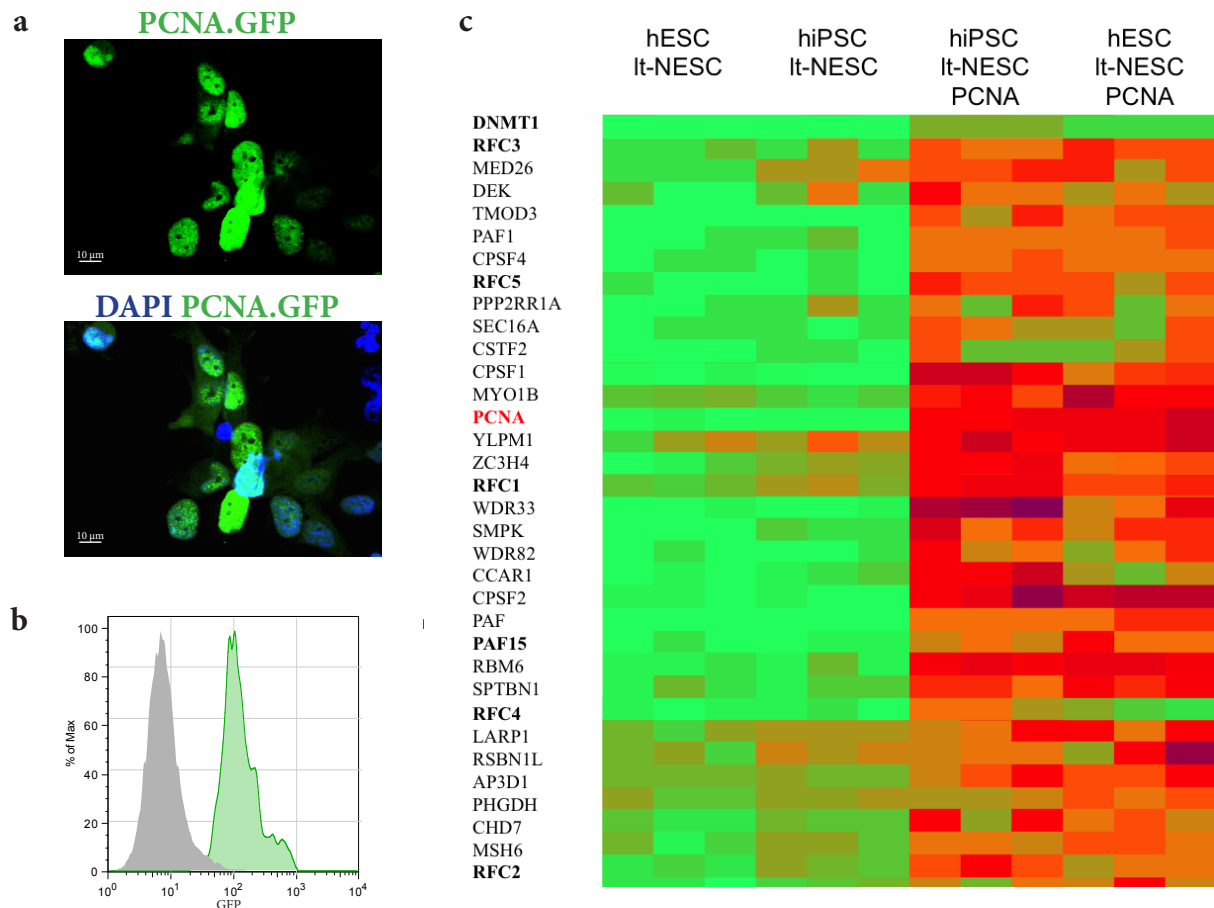 a
PCNA.GFP
10 μm
DAPI PCNA.GFP
10 μm
b
100
80
60
40
20
0
% of Max
10^0 10^1 10^2 10^3 10^4
GFP
c
hESC lt-NESC
hiPSC lt-NESC
hiPSC lt-NESC PCNA
hESC lt-NESC PCNA
DNMT1
RFC3
MED26
DEK
TMOD3
PAF1
CPSF4
RFC5
PPP2RR1A
SEC16A
CSTF2
CPSF1
MYO1B
PCNA
YLPM1
ZC3H4
RFC1
WDR33
SMPK
WDR82
CCAR1
CPSF2
PAF
PAF15
RBM6
SPTBN1
RFC4
LARP1
RSBN1L
AP3D1
PHGDH
CHD7
MSH6
RFC2